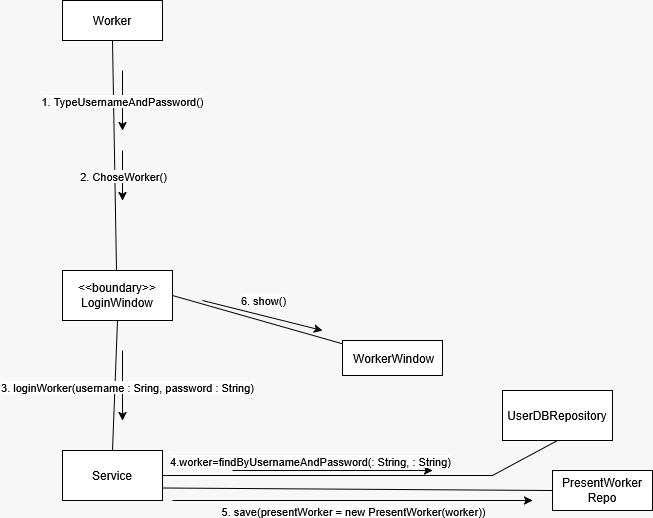 Worker
1. TypeUsernameAndPassword()
2. ChoseWorker()
<<boundary>>
LoginWindow
6. show()
WorkerWindow
3. loginWorker(username : Sring, password : String)
UserDBRepository
4.worker=findByUsernameAndPassword(: String, : String)
Service
PresentWorker
Repo
5. save(presentWorker = new PresentWorker(worker))